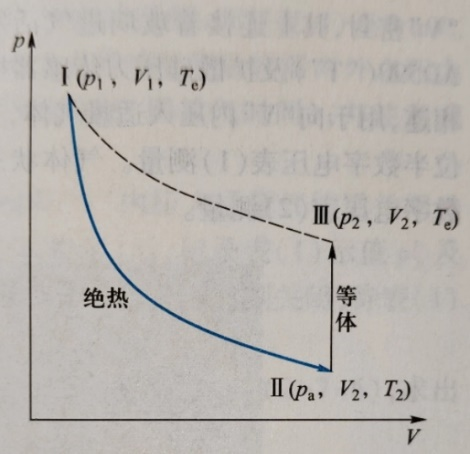 p
I (p₁, V₁, Tₑ)
III (p₂, V₂, Tₑ)
绝热
等
体
II (pₐ, V₂, T₂)
V